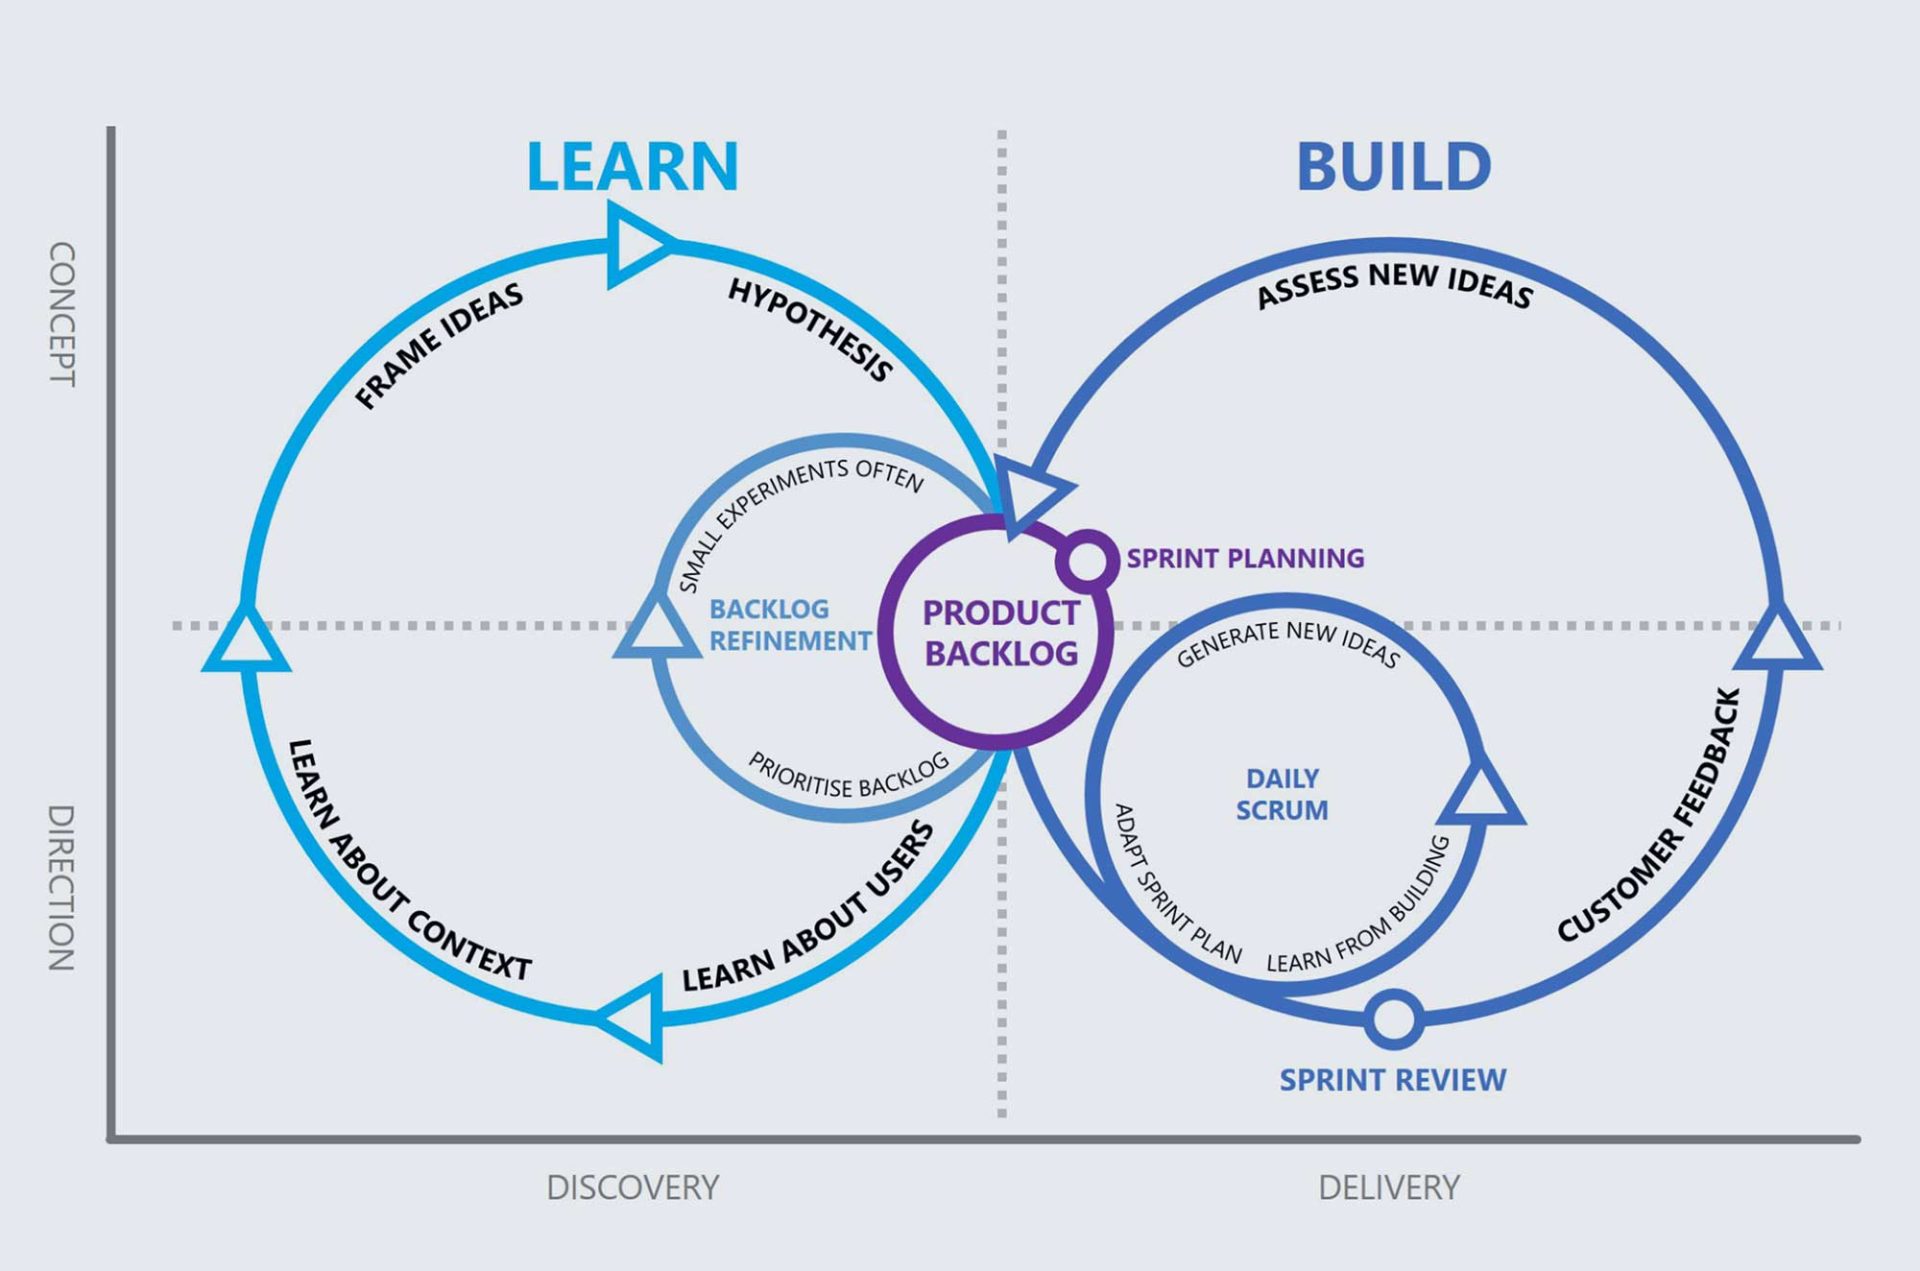 LEARN
BUILD
CONCEPT
DIRECTION
FRAME IDEAS
HYPOTHESIS
ASSESS NEW IDEAS
SMALL EXPERIMENTS OFTEN
BACKLOG
REFINEMENT
PRIORITISE BACKLOG
PRODUCT
BACKLOG
SPRINT PLANNING
GENERATE NEW IDEAS
DAILY
SCRUM
ADAPT SPRINT PLAN
LEARN FROM BUILDING
CUSTOMER FEEDBACK
LEARN ABOUT CONTEXT
LEARN ABOUT USERS
SPRINT REVIEW
DISCOVERY
DELIVERY